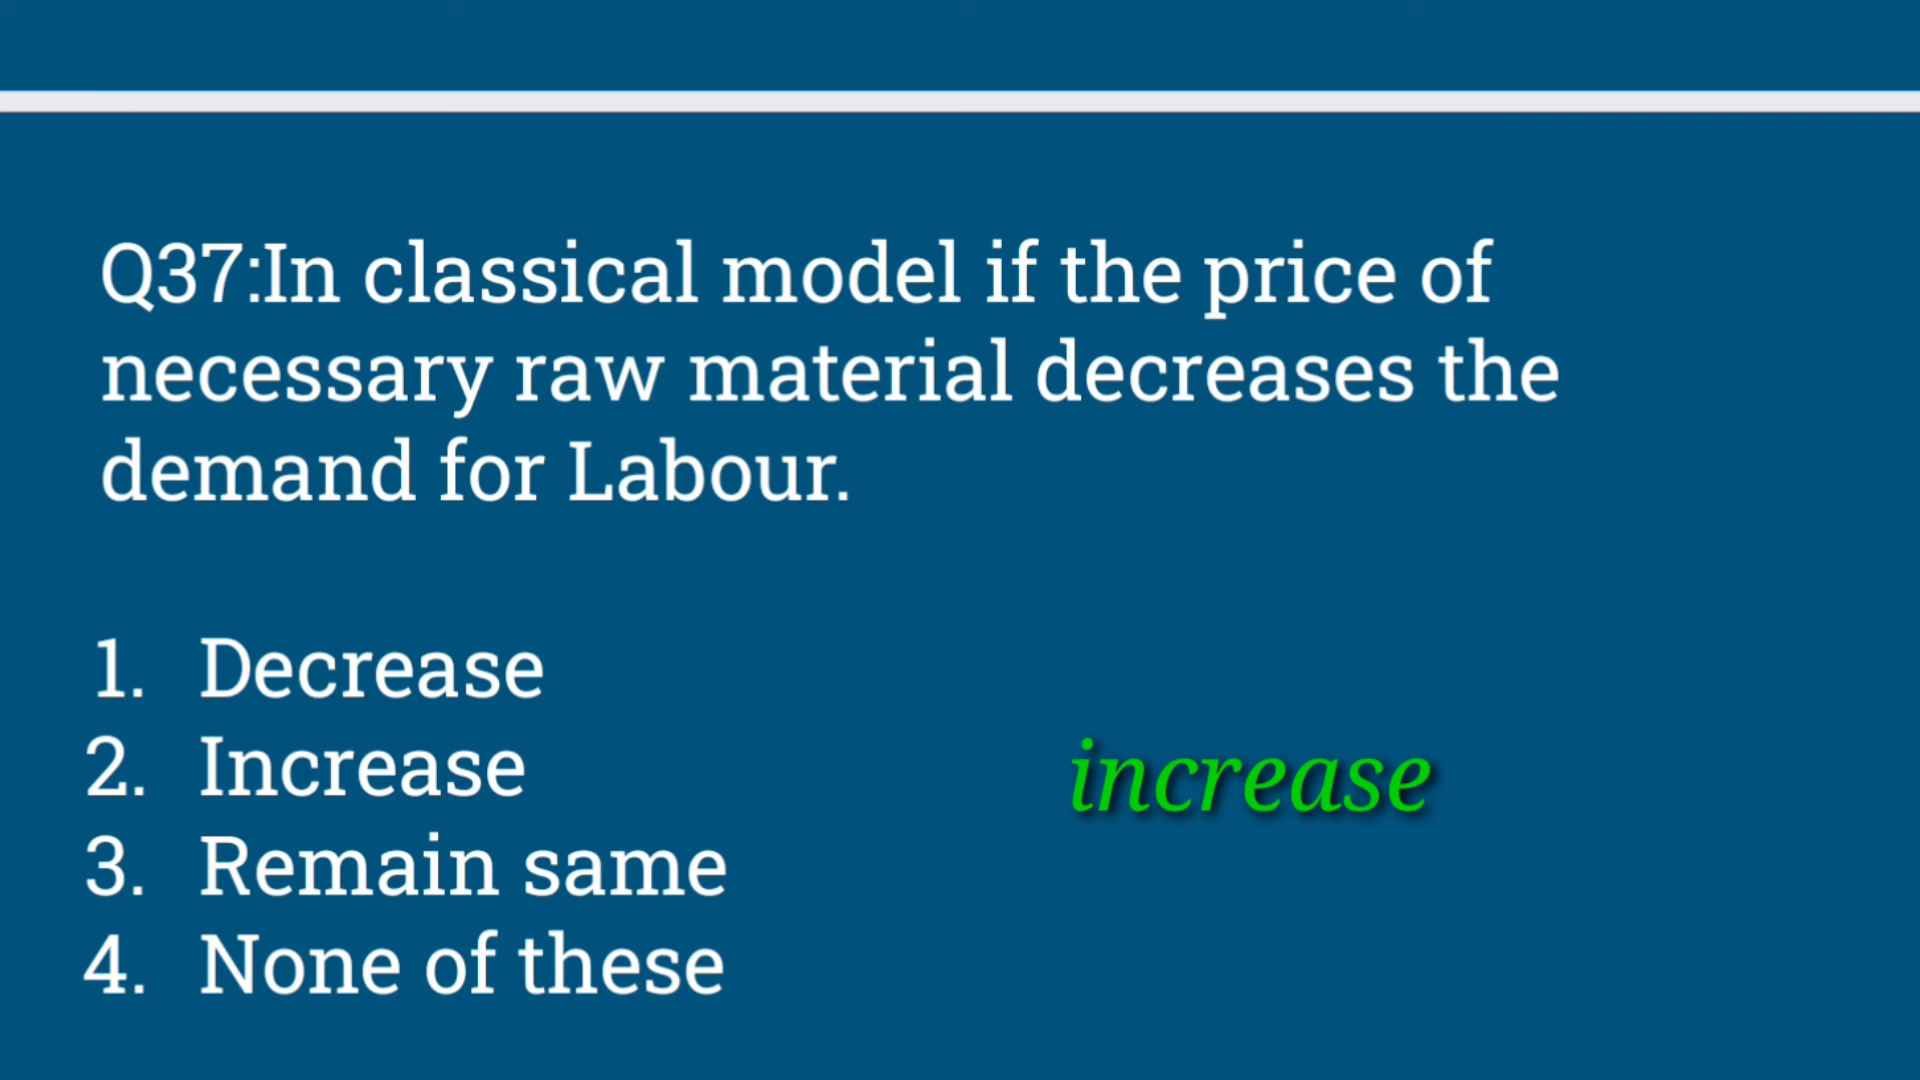 Q37:In classical model if the price of
necessary raw material decreases the
demand for Labour.
1. Decrease
2. Increase
increase
3. Remain same
4. None of these